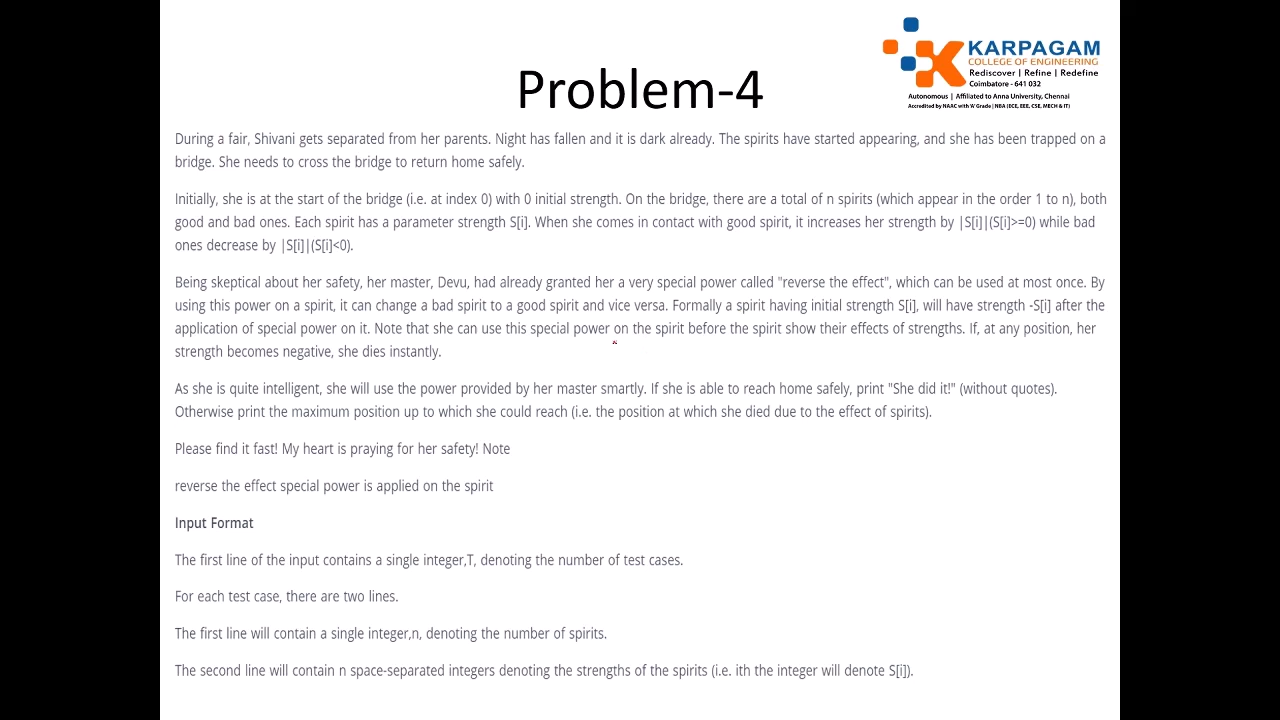 KARPAGAM
COLLEGE OF ENGINEERING
Rediscover | Refine | Redefine
Coimbatore - 641 032
Autonomous | Affiliated to Anna University, Chennai
Accredited by NAAC with 'A' Grade | NBA (ECE, EEE, CSE, MECH & IT)
Problem-4
During a fair, Shivani gets separated from her parents. Night has fallen and it is dark already. The spirits have started appearing, and she has been trapped on a
bridge. She needs to cross the bridge to return home safely.
Initially, she is at the start of the bridge (i.e. at index 0) with 0 initial strength. On the bridge, there are a total of n spirits (which appear in the order 1 to n), both
good and bad ones. Each spirit has a parameter strength S[i]. When she comes in contact with good spirit, it increases her strength by |S[i]|(S[i]>=0) while bad
ones decrease by |S[i]|(S[i]<0).
Being skeptical about her safety, her master, Devu, had already granted her a very special power called "reverse the effect", which can be used at most once. By
using this power on a spirit, it can change a bad spirit to a good spirit and vice versa. Formally a spirit having initial strength S[i], will have strength -S[i] after the
application of special power on it. Note that she can use this special power on the spirit before the spirit show their effects of strengths. If, at any position, her
strength becomes negative, she dies instantly.
As she is quite intelligent, she will use the power provided by her master smartly. If she is able to reach home safely, print "She did it!" (without quotes).
Otherwise print the maximum position up to which she could reach (i.e. the position at which she died due to the effect of spirits).
Please find it fast! My heart is praying for her safety! Note
reverse the effect special power is applied on the spirit
Input Format
The first line of the input contains a single integer,T, denoting the number of test cases.
For each test case, there are two lines.
The first line will contain a single integer,n, denoting the number of spirits.
The second line will contain n space-separated integers denoting the strengths of the spirits (i.e. ith the integer will denote S[i]).